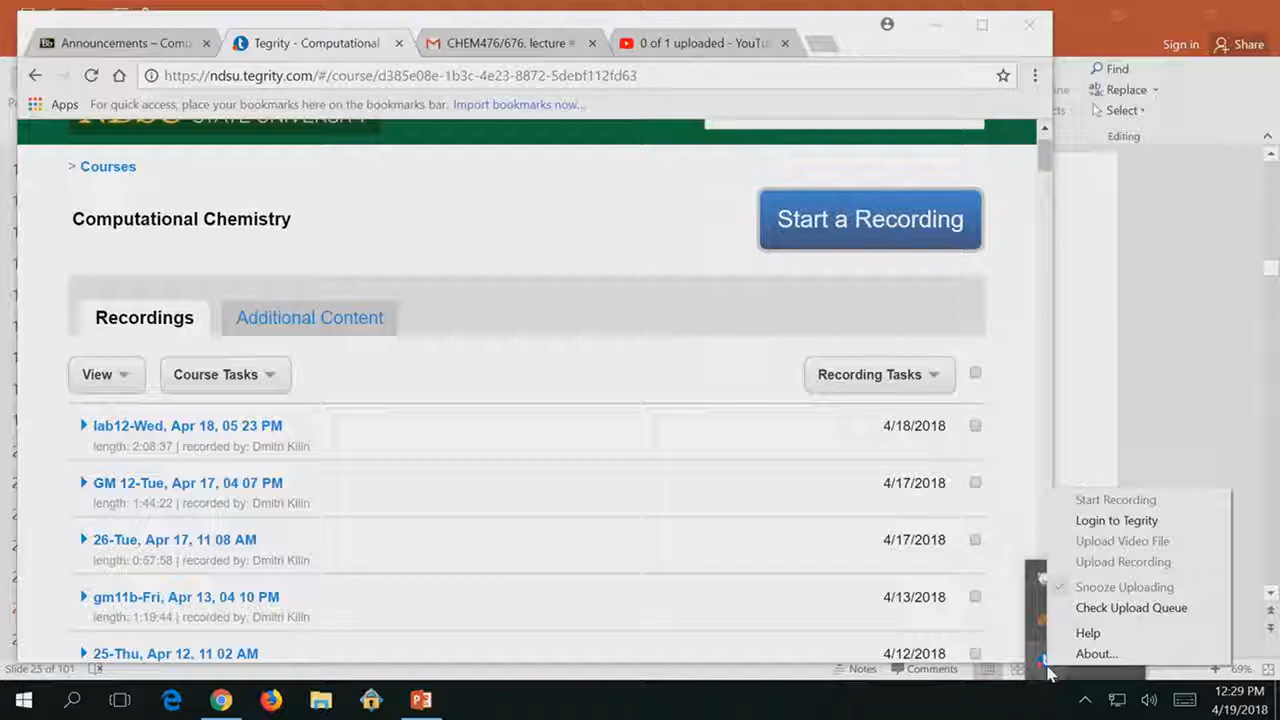 Announcements – Com
Tegrity - Computational
CHEM476/676, lecture
0 of 1 uploaded - YouTu
Sign in
Share
https://ndsu.tegrity.com/#/course/d385e08e-1b3c-4e23-8872-5debf112fd63
Find
Apps
For quick access, place your bookmarks here on the bookmarks bar.
Import bookmarks now...
Replace
Select
Editing
NDSU STATE UNIVERSITY
> Courses
Computational Chemistry
Start a Recording
Recordings
Additional Content
View
Course Tasks
Recording Tasks
lab12-Wed, Apr 18, 05 23 PM
4/18/2018
length: 2:08:37 | recorded by: Dmitri Kilin
GM 12-Tue, Apr 17, 04 07 PM
4/17/2018
length: 1:44:22 | recorded by: Dmitri Kilin
26-Tue, Apr 17, 11 08 AM
4/17/2018
length: 0:57:58 | recorded by: Dmitri Kilin
gm11b-Fri, Apr 13, 04 10 PM
4/13/2018
length: 1:19:44 | recorded by: Dmitri Kilin
25-Thu, Apr 12, 11 02 AM
4/12/2018
Start Recording
Login to Tegrity
Upload Video File
Upload Recording
Snooze Uploading
Check Upload Queue
Help
About...
Slide 25 of 101
Notes
Comments
69%
12:29 PM
4/19/2018